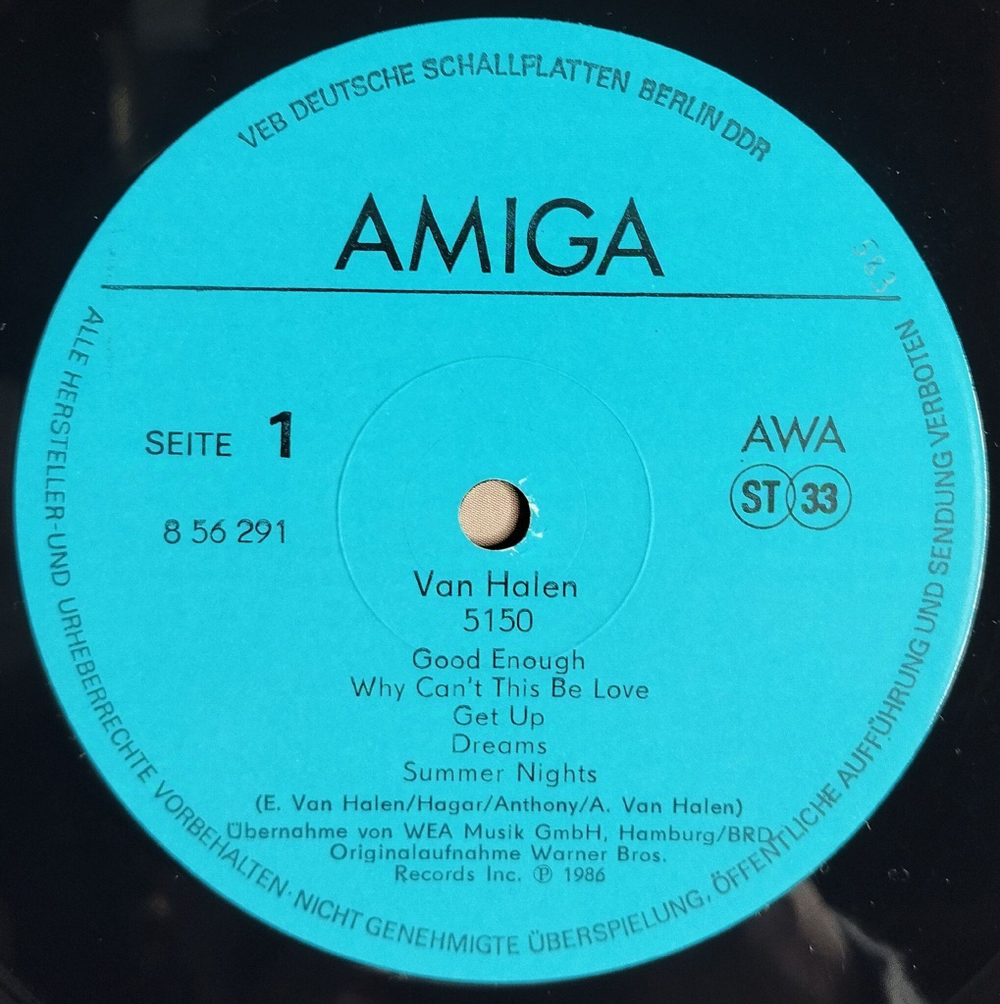 VEB DEUTSCHE SCHALLPLATTEN BERLIN DDR
AMIGA
583
SEITE 1
AWA
ST 33
8 56 291
Van Halen
5150
Good Enough
Why Can't This Be Love
Get Up
Dreams
Summer Nights
(E. Van Halen/Hagar/Anthony/A. Van Halen)
Übernahme von WEA Musik GmbH, Hamburg/BRD
Originalaufnahme Warner Bros.
Records Inc. ℗ 1986
ALLE HERSTELLER-UND URHEBERRECHTE VORBEHALTEN·NICHT GENEHMIGTE ÜBERSPIELUNG, ÖFFENTLICHE AUFFÜHRUNG UND SENDUNG VERBOTEN